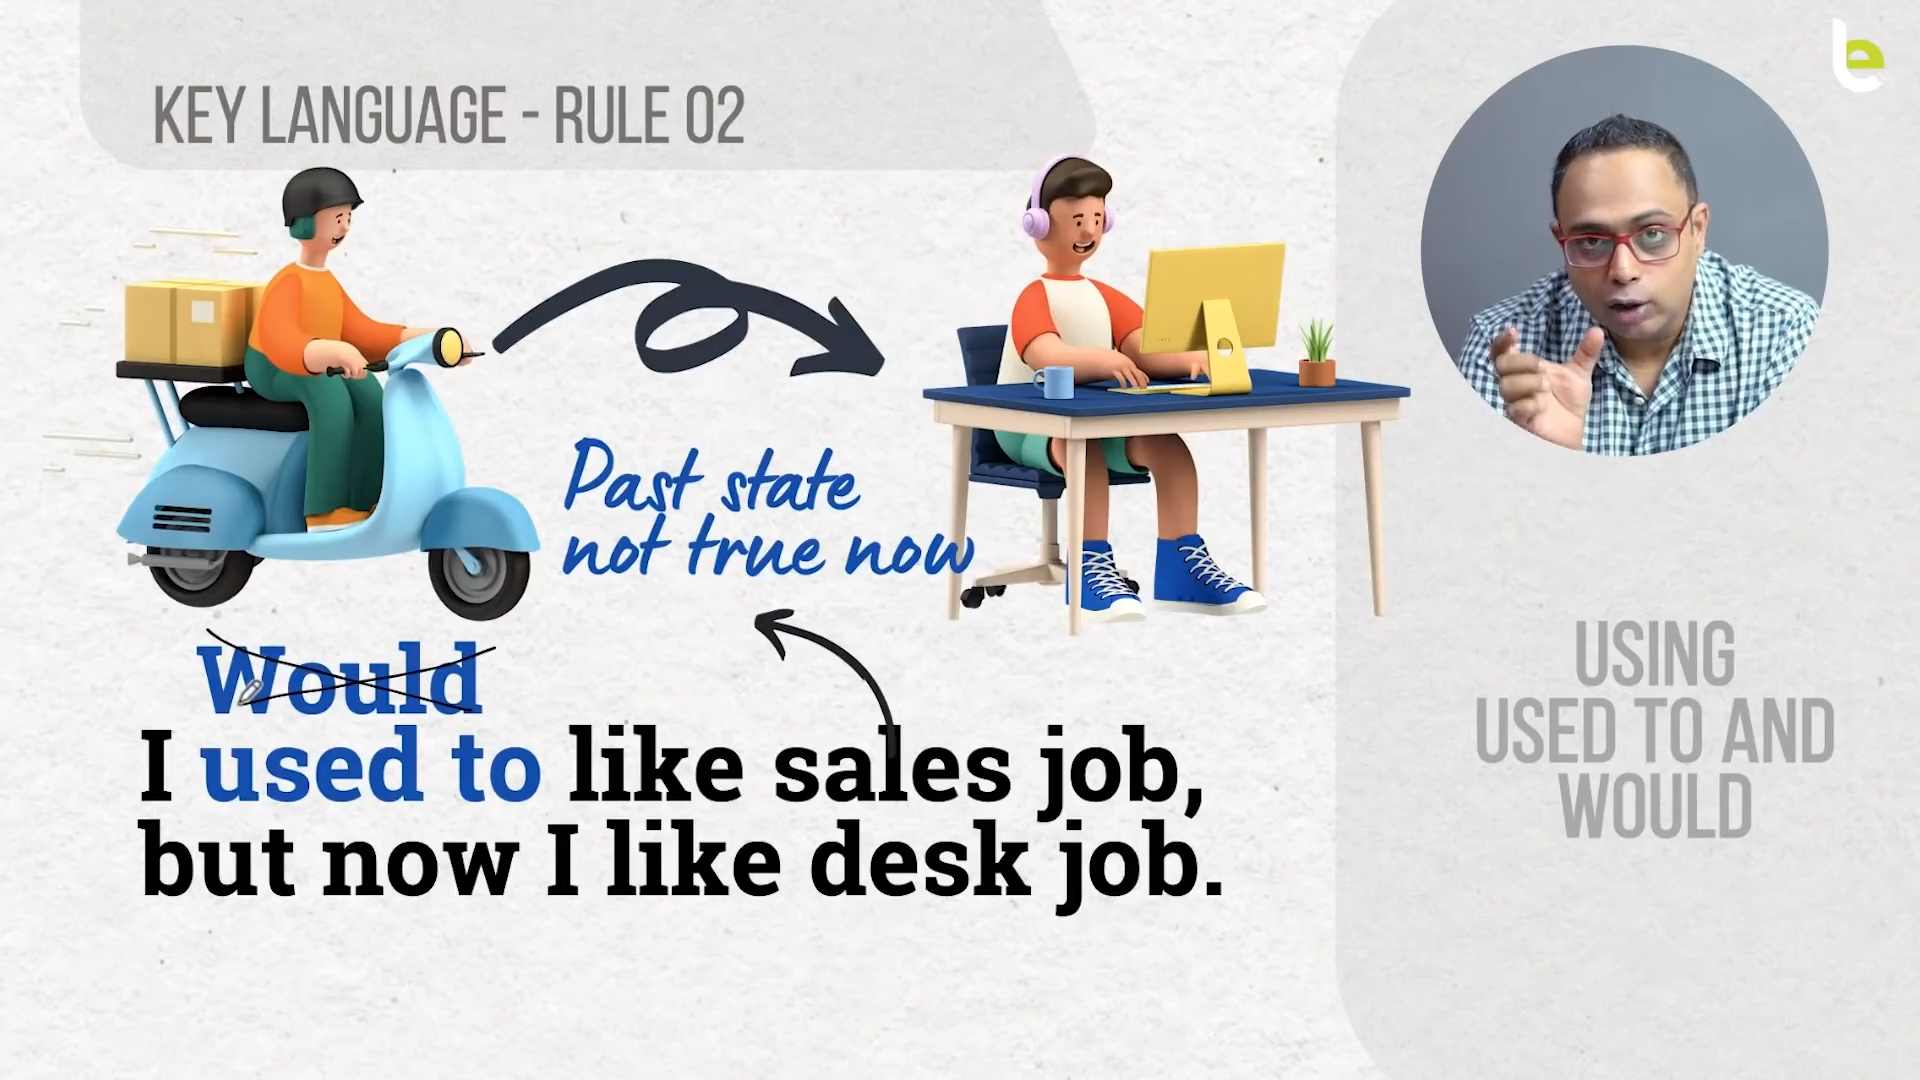 KEY LANGUAGE - RULE 02
Past state
not true now
Would
I used to like sales job,
but now I like desk job.
USING
USED TO AND
WOULD